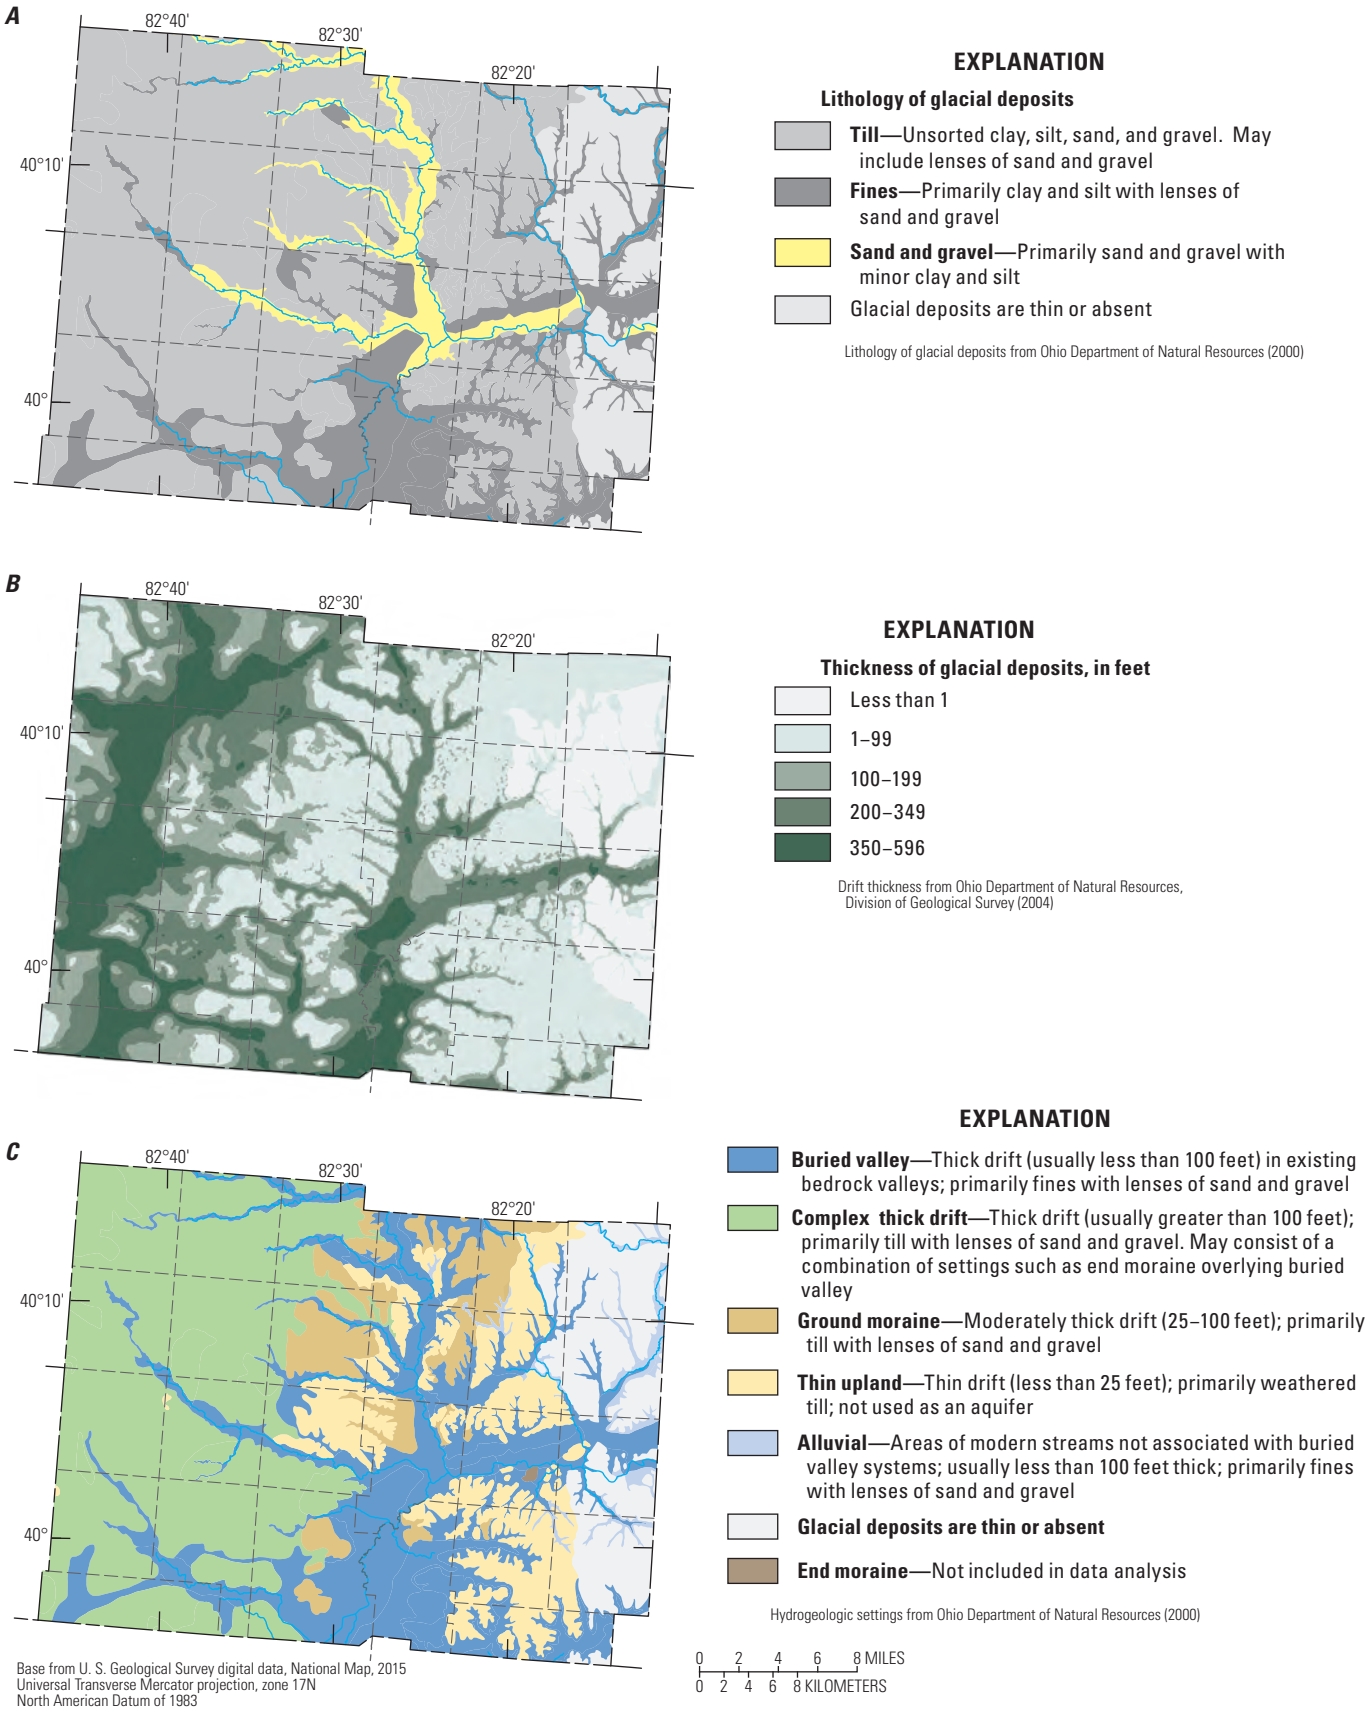 A
82°40'
82°30'
82°20'
40°10'
40°
EXPLANATION
Lithology of glacial deposits
Till—Unsorted clay, silt, sand, and gravel. May
include lenses of sand and gravel
Fines—Primarily clay and silt with lenses of
sand and gravel
Sand and gravel—Primarily sand and gravel with
minor clay and silt
Glacial deposits are thin or absent
Lithology of glacial deposits from Ohio Department of Natural Resources (2000)
B
82°40'
82°30'
82°20'
40°10'
40°
EXPLANATION
Thickness of glacial deposits, in feet
Less than 1
1–99
100–199
200–349
350–596
Drift thickness from Ohio Department of Natural Resources,
Division of Geological Survey (2004)
C
82°40'
82°30'
82°20'
40°10'
40°
EXPLANATION
Buried valley—Thick drift (usually less than 100 feet) in existing
bedrock valleys; primarily fines with lenses of sand and gravel
Complex thick drift—Thick drift (usually greater than 100 feet);
primarily till with lenses of sand and gravel. May consist of a
combination of settings such as end moraine overlying buried
valley
Ground moraine—Moderately thick drift (25–100 feet); primarily
till with lenses of sand and gravel
Thin upland—Thin drift (less than 25 feet); primarily weathered
till; not used as an aquifer
Alluvial—Areas of modern streams not associated with buried
valley systems; usually less than 100 feet thick; primarily fines
with lenses of sand and gravel
Glacial deposits are thin or absent
End moraine—Not included in data analysis
Hydrogeologic settings from Ohio Department of Natural Resources (2000)
0 2 4 6 8 MILES
0 2 4 6 8 KILOMETERS
Base from U. S. Geological Survey digital data, National Map, 2015
Universal Transverse Mercator projection, zone 17N
North American Datum of 1983